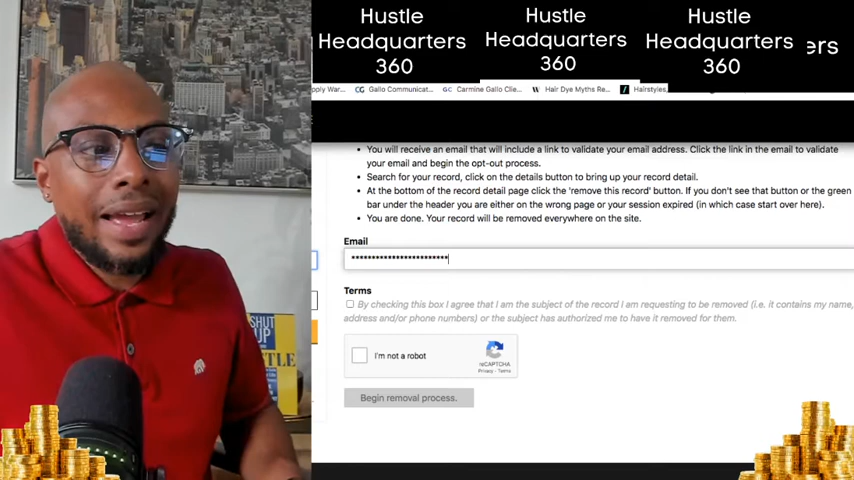 Hustle
Headquarters
360
Hustle
Headquarters
360
Hustle
Headquarters
360
ers
War...
Gallo Communicat...
GC
Carmine Gallo Clie...
W
Hair Dye Myths Re...
Hairstyles,
You will receive an email that will include a link to validate your email address. Click the link in the email to validate
your email and begin the opt-out process.
Search for your record, click on the details button to bring up your record detail.
At the bottom of the record detail page click the 'remove this record' button. If you don't see that button or the green
bar under the header you are either on the wrong page or your session expired (in which case start over here).
You are done. Your record will be removed everywhere on the site.
Email
************************
Terms
By checking this box I agree that I am the subject of the record I am requesting to be removed (i.e. it contains my name,
address and/or phone numbers) or the subject has authorized me to have it removed for them.
I'm not a robot
reCAPTCHA
Privacy - Terms
Begin removal process.
SHUT
UP